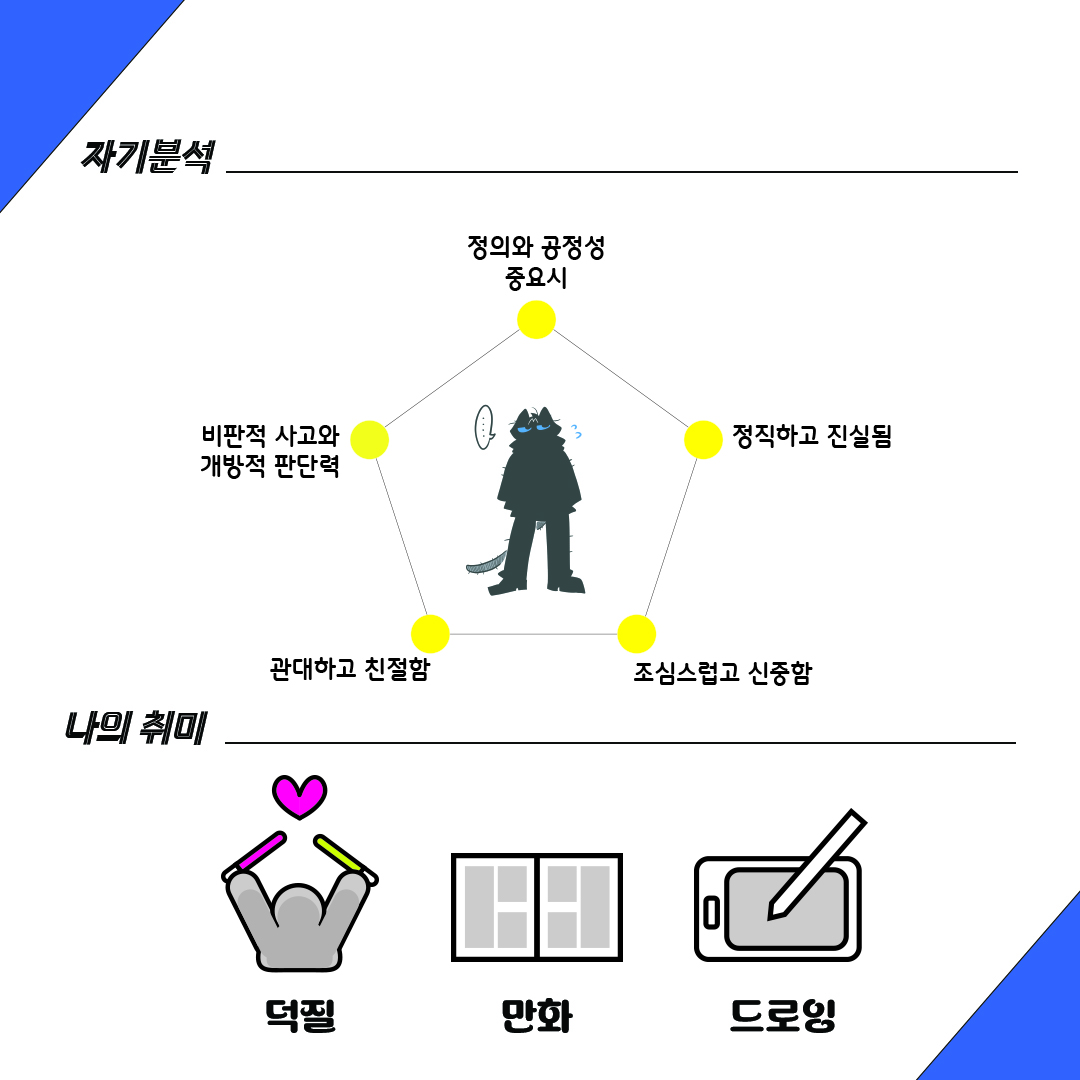 자기분석
정의와 공정성
중요시
비판적 사고와
개방적 판단력
정직하고 진실됨
관대하고 친절함
조심스럽고 신중함
나의 취미
덕찔
만화
드로잉